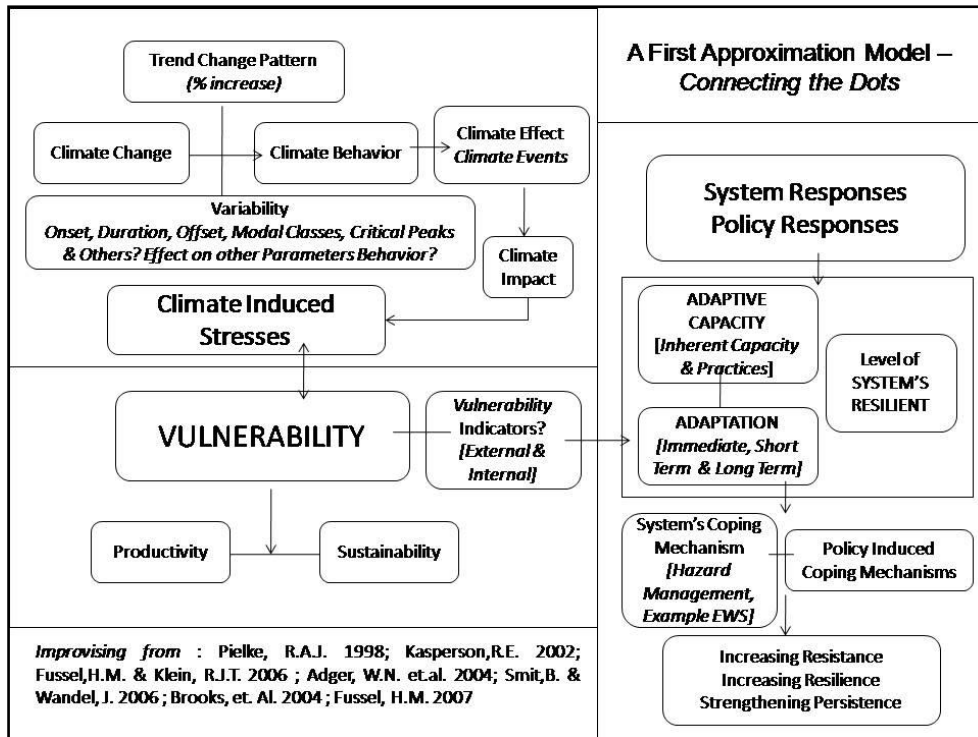 Trend Change Pattern
(% increase)
Climate Change
Climate Behavior
Climate Effect
Climate Events
Variability
Onset, Duration, Offset, Modal Classes, Critical Peaks
& Others? Effect on other Parameters Behavior?
Climate
Impact
Climate Induced
Stresses
VULNERABILITY
Vulnerability
Indicators?
[External &
Internal]
Productivity
Sustainability
Improvising from : Pielke, R.A.J. 1998; Kasperson,R.E. 2002;
Fussel,H.M. & Klein, R.J.T. 2006 ; Adger, W.N. et.al. 2004; Smit,B. &
Wandel, J. 2006 ; Brooks, et. Al. 2004 ; Fussel, H.M. 2007
A First Approximation Model –
Connecting the Dots
System Responses
Policy Responses
ADAPTIVE
CAPACITY
[Inherent Capacity
& Practices]
Level of
SYSTEM'S
RESILIENT
ADAPTATION
[Immediate, Short
Term & Long Term]
System's Coping
Mechanism
[Hazard
Management,
Example EWS]
Policy Induced
Coping Mechanisms
Increasing Resistance
Increasing Resilience
Strengthening Persistence